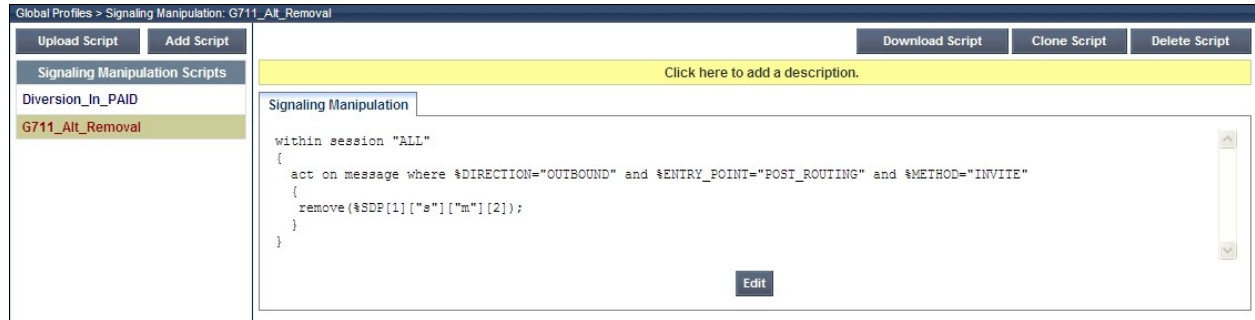 Global Profiles > Signaling Manipulation: G711_Alt_Removal
Upload Script Add Script Download Script Clone Script Delete Script
Signaling Manipulation Scripts
Click here to add a description.
Diversion_In_PAID
G711_Alt_Removal
Signaling Manipulation
within session "ALL"
{
act on message where %DIRECTION="OUTBOUND" and %ENTRY_POINT="POST_ROUTING" and %METHOD="INVITE"
{
remove(%SDP[1]["s"]["m"][2]);
}
}
Edit